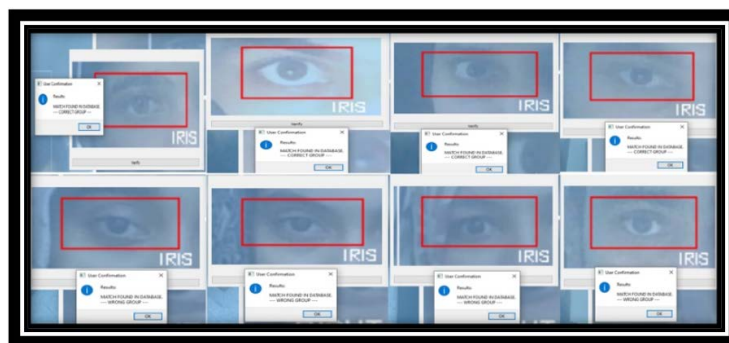 IRIS
Verify
User Confirmation
Results:
MATCH FOUND IN DATABASE.
--- CORRECT GROUP ---
OK
IRIS
Verify
User Confirmation
Results:
MATCH FOUND IN DATABASE.
---- CORRECT GROUP ---
OK
IRIS
Verify
User Confirmation
Results:
MATCH FOUND IN DATABASE.
---- CORRECT GROUP ---
OK
IRIS
User Confirmation
Results:
MATCH FOUND IN DATABASE.
---- CORRECT GROUP ---
OK
IRIS
User Confirmation
Results:
MATCH FOUND IN DATABASE.
---- WRONG GROUP ---
OK
IRIS
User Confirmation
Results:
MATCH FOUND IN DATABASE.
---- WRONG GROUP ---
OK
IRIS
User Confirmation
Results:
MATCH FOUND IN DATABASE.
---- WRONG GROUP ---
OK
IRIS
User Confirmation
Results:
MATCH FOUND IN DATABASE.
---- WRONG GROUP ---
OK